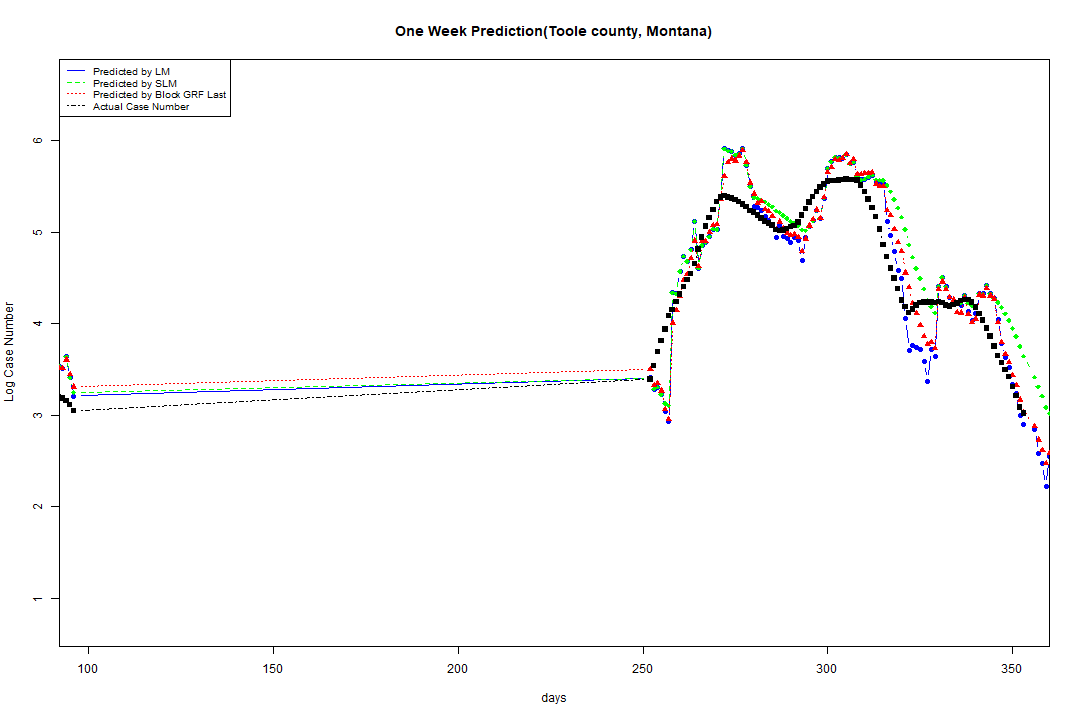 One Week Prediction(Toole county, Montana)
Predicted by LM
Predicted by SLM
Predicted by Block GRF Last
Actual Case Number
Log Case Number
6
5
4
3
2
1
100 150 200 250 300 350
days